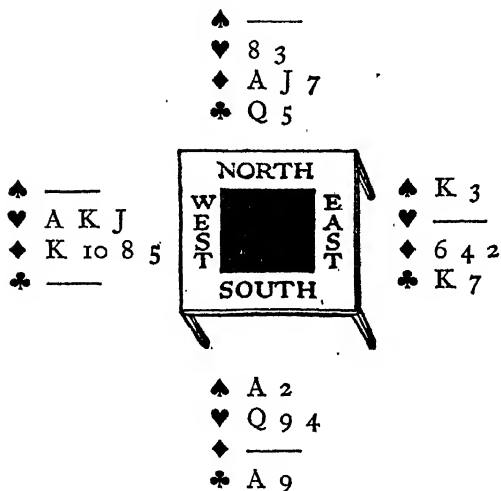 ♠ ——
♥ 8 3
♦ A J 7
♣ Q 5
NORTH
♠ ——
♥ A K J
♦ K 10 8 5
♣ ——
WEST
EAST
♠ K 3
♥ ——
♦ 6 4 2
♣ K 7
SOUTH
♠ A 2
♥ Q 9 4
♦ ——
♣ A 9